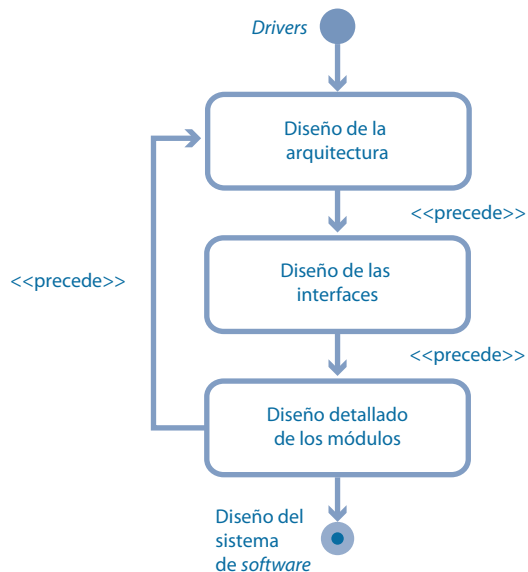 Drivers
Diseño de la
arquitectura
<<precede>>
Diseño de las
interfaces
<<precede>>
<<precede>>
Diseño detallado
de los módulos
Diseño del
sistema
de software